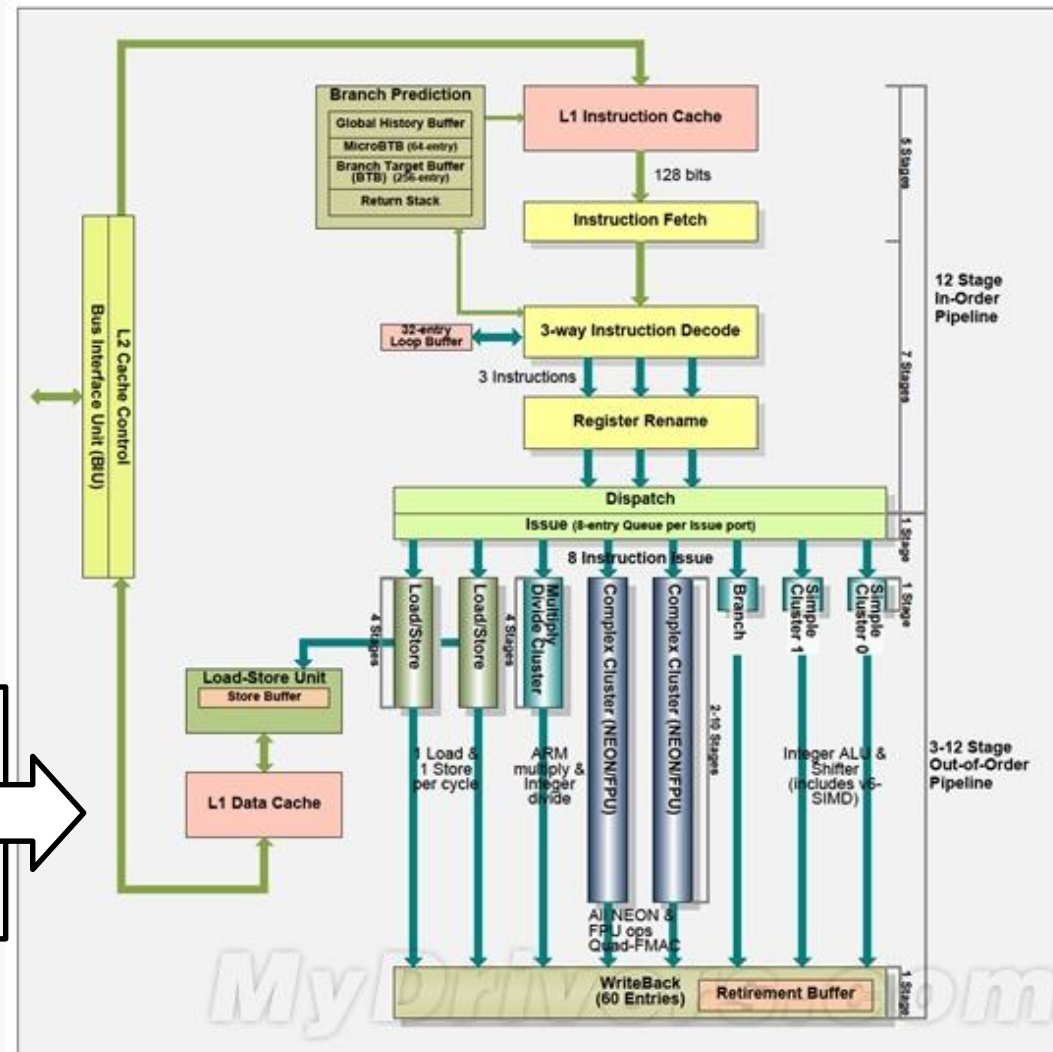 Branch Prediction
Global History Buffer
MicroBTB (64-entry)
Branch Target Buffer
(BTB) (256-entry)
Return Stack
L1 Instruction Cache
128 bits
Instruction Fetch
5 Stages
12 Stage
In-Order
Pipeline
32-entry
Loop Buffer
3-way Instruction Decode
3 Instructions
7 Stages
Register Rename
L2 Cache Control
Bus Interface Unit (BIU)
Dispatch
Issue (8-entry Queue per Issue port)
1 Stage
8 Instruction Issue
4 Stages
Load/Store
Load/Store
4 Stages
Multiply
Divide Cluster
Complex Cluster (NEON/FPU)
Complex Cluster (NEON/FPU)
2-10 Stages
Branch
Simple
Cluster 1
Simple
Cluster 0
1 Stage
Load-Store Unit
Store Buffer
L1 Data Cache
1 Load &
1 Store
per cycle
ARM
multiply &
Integer
divide
Integer ALU &
Shifter
(includes v6-
SIMD)
3-12 Stage
Out-of-Order
Pipeline
All NEON &
FPU ops
Quad-FMAC
WriteBack
(60 Entries)
Retirement Buffer
1 Stage
MyDrivers.com